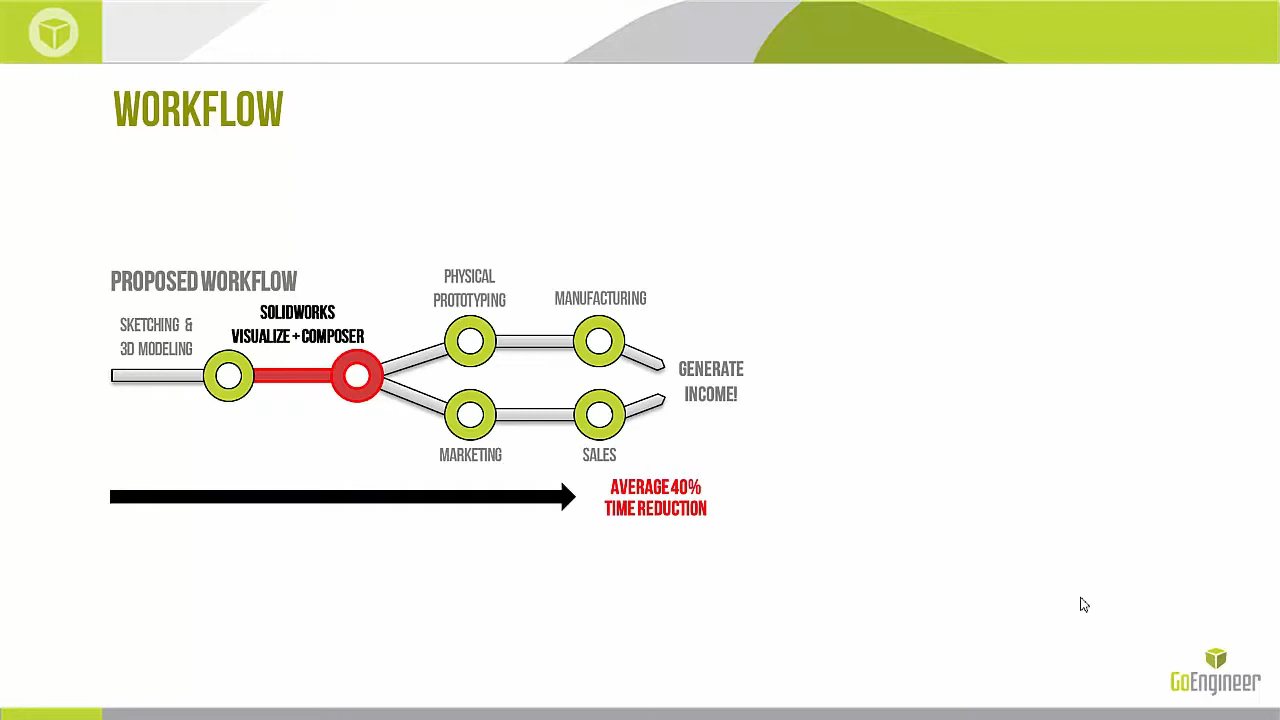 WORKFLOW
PROPOSED WORKFLOW
SKETCHING &
3D MODELING
SOLIDWORKS
VISUALIZE + COMPOSER
PHYSICAL
PROTOTYPING
MANUFACTURING
GENERATE
INCOME!
MARKETING
SALES
AVERAGE 40%
TIME REDUCTION
GoEngineer